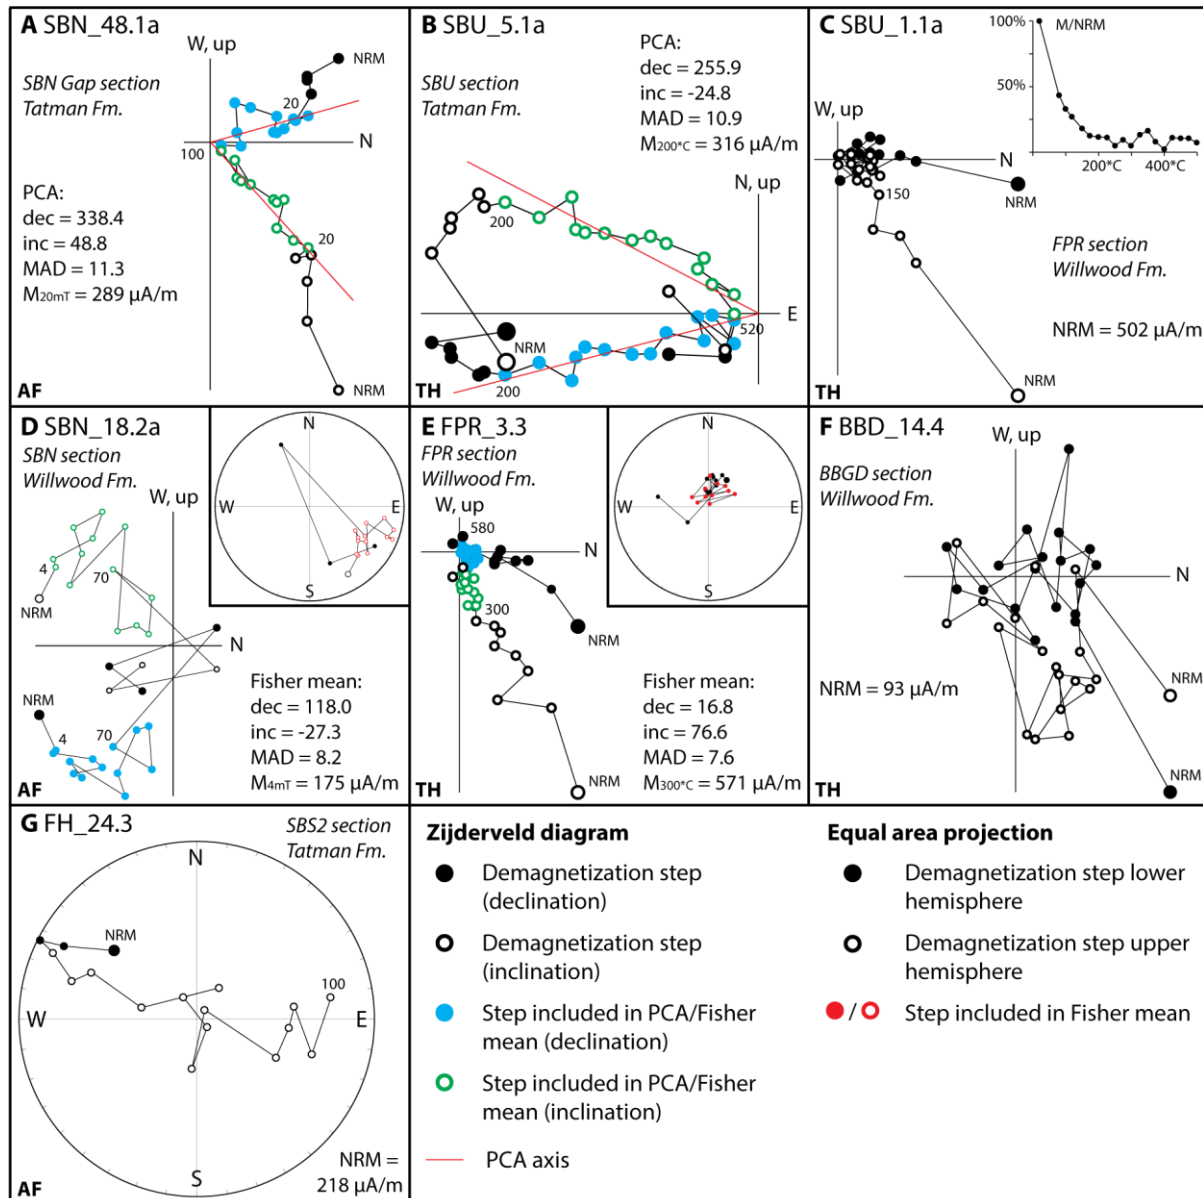 A SBN_48.1a
SBN Gap section
Tatman Fm.
W, up
NRM
20
N
100
20
PCA:
dec = 338.4
inc = 48.8
MAD = 11.3
M20mT = 289 µA/m
NRM
AF
B SBU_5.1a
SBU section
Tatman Fm.
PCA:
dec = 255.9
inc = -24.8
MAD = 10.9
M200*C = 316 µA/m
N, up
200
E
520
NRM
200
TH
C SBU_1.1a
FPR section
Willwood Fm.
100%
M/NRM
50%
200*C
400*C
W, up
N
NRM
150
NRM = 502 µA/m
NRM
TH
D SBN_18.2a
SBN section
Willwood Fm.
N
W
E
S
W, up
4
70
NRM
N
NRM
4
70
Fisher mean:
dec = 118.0
inc = -27.3
MAD = 8.2
M4mT = 175 µA/m
AF
E FPR_3.3
FPR section
Willwood Fm.
N
W
E
S
W, up
580
N
300
NRM
Fisher mean:
dec = 16.8
inc = 76.6
MAD = 7.6
M300*C = 571 µA/m
NRM
TH
F BBD_14.4
BBGD section
Willwood Fm.
W, up
N
NRM = 93 µA/m
NRM
NRM
TH
G FH_24.3
SBS2 section
Tatman Fm.
N
NRM
100
W
E
S
NRM =
218 µA/m
AF
Zijderveld diagram
Demagnetization step
(declination)
Demagnetization step
(inclination)
Step included in PCA/Fisher
mean (declination)
Step included in PCA/Fisher
mean (inclination)
PCA axis
Equal area projection
Demagnetization step lower
hemisphere
Demagnetization step upper
hemisphere
/
Step included in Fisher mean